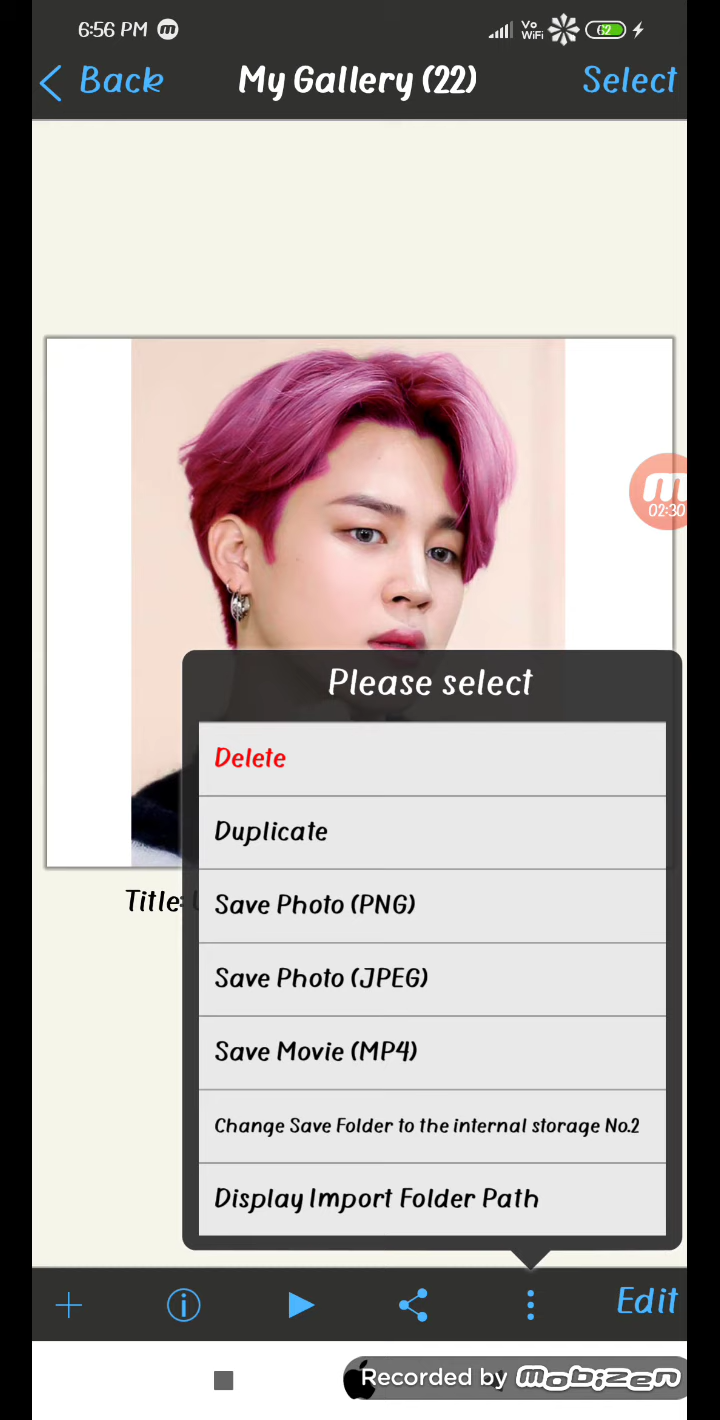 6:56 PM m Vo WiFi 62
Back My Gallery (22) Select
m
02:30
Please select
Delete
Duplicate
Title:
Save Photo (PNG)
Save Photo (JPEG)
Save Movie (MP4)
Change Save Folder to the internal storage No.2
Display Import Folder Path
Edit
Recorded by mobizen